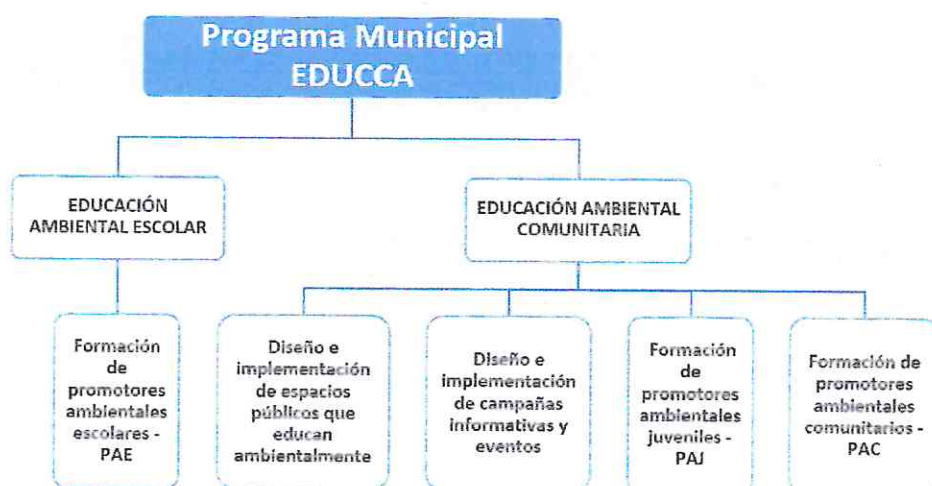 Programa Municipal
EDUCCA
EDUCACIÓN
AMBIENTAL ESCOLAR
EDUCACIÓN AMBIENTAL
COMUNITARIA
Formación
de
promotores
ambientales
escolares -
PAE
Diseño e
implementación
de espacios
públicos que
educan
ambientalmente
Diseño e
implementación
de campañas
informativas y
eventos
Formación
de
promotores
ambientales
juveniles -
PAJ
Formación de
promotores
ambientales
comunitarios -
PAC